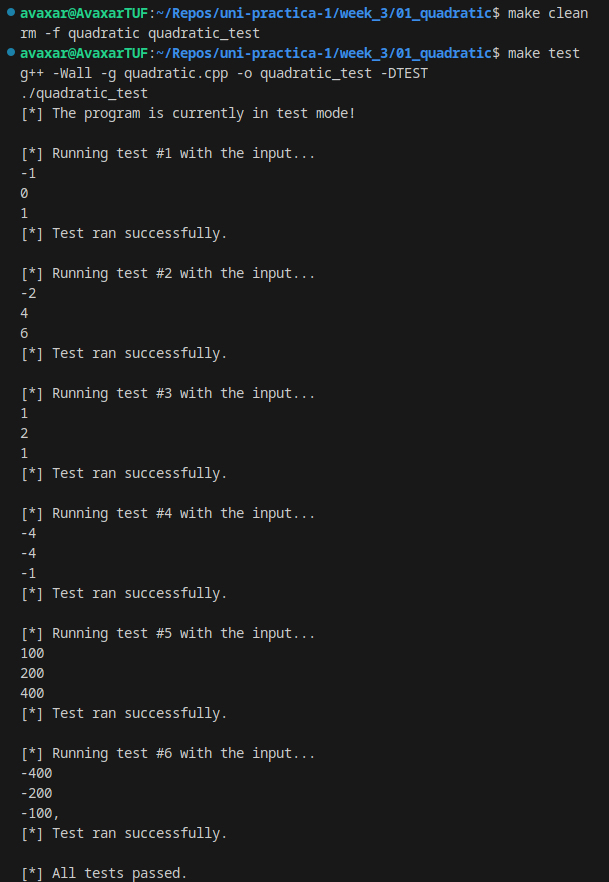 avaxar@AvaxarTUF:~/Repos/uni-practica-1/week_3/01_quadratic$ make clean
rm -f quadratic quadratic_test
avaxar@AvaxarTUF:~/Repos/uni-practica-1/week_3/01_quadratic$ make test
g++ -Wall -g quadratic.cpp -o quadratic_test -DTEST
./quadratic_test
[*] The program is currently in test mode!

[*] Running test #1 with the input...
-1
0
1
[*] Test ran successfully.

[*] Running test #2 with the input...
-2
4
6
[*] Test ran successfully.

[*] Running test #3 with the input...
1
2
1
[*] Test ran successfully.

[*] Running test #4 with the input...
-4
-4
-1
[*] Test ran successfully.

[*] Running test #5 with the input...
100
200
400
[*] Test ran successfully.

[*] Running test #6 with the input...
-400
-200
-100,
[*] Test ran successfully.

[*] All tests passed.